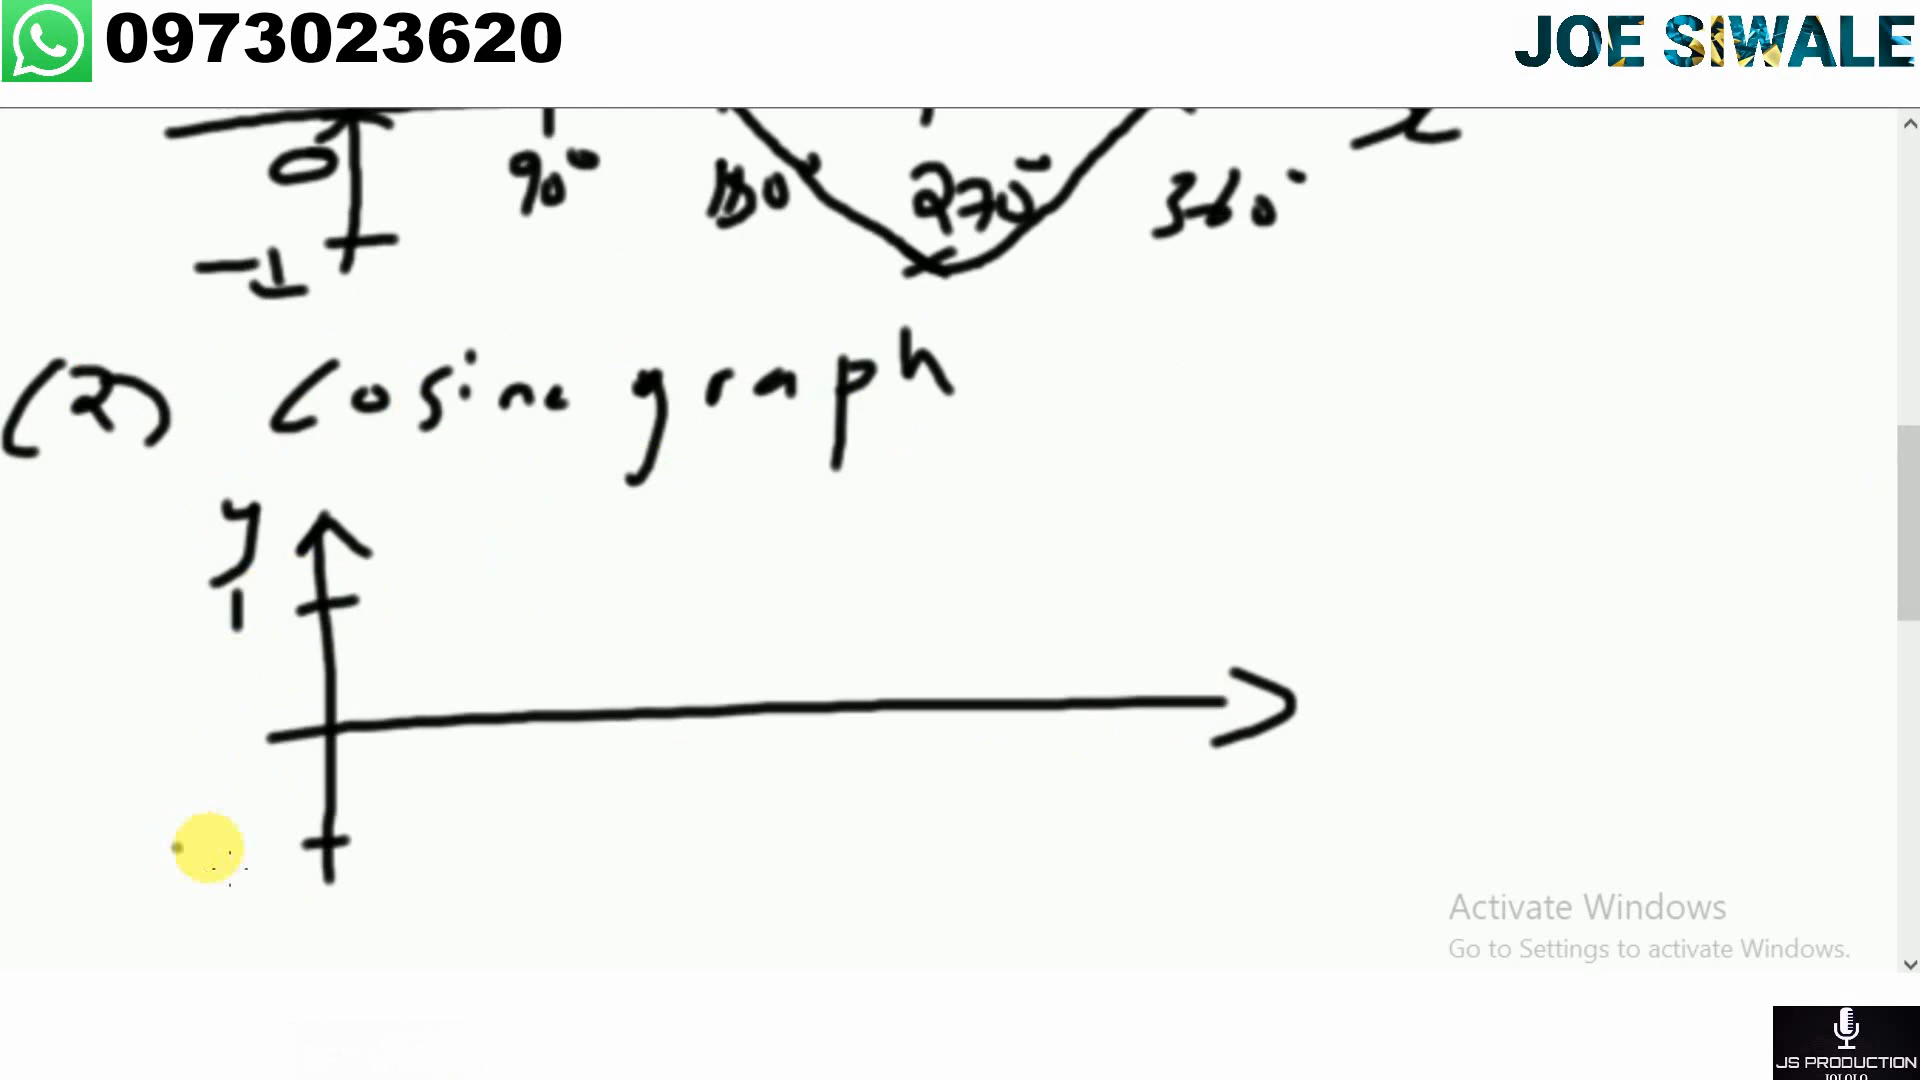 0973023620
JOE SIWALE
0 90° 180° 270° 360° x
-1
(2) Cosine graph
y
1
Activate Windows
Go to Settings to activate Windows.
JS PRODUCTION